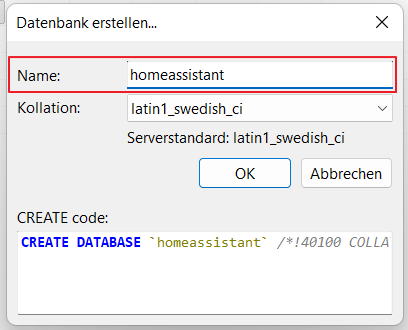 Datenbank erstellen...
Name: homeassistant
Kollation: latin1_swedish_ci
Serverstandard: latin1_swedish_ci
OK Abbrechen
CREATE code:
CREATE DATABASE `homeassistant` /*!40100 COLLA